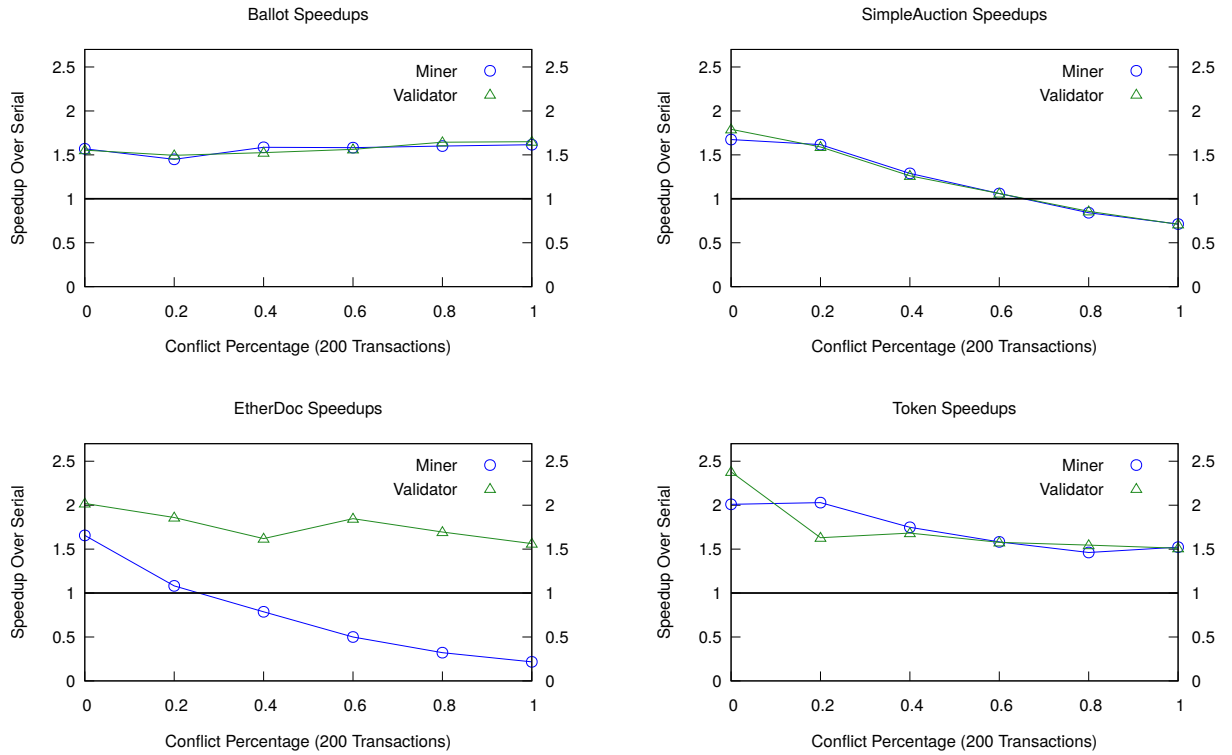 Ballot Speedups
Speedup Over Serial
2.5 2.5
2 2
1.5 1.5
1 1
0.5 0.5
0 0
Miner
Validator
0 0.2 0.4 0.6 0.8 1
Conflict Percentage (200 Transactions)
SimpleAuction Speedups
Speedup Over Serial
2.5 2.5
2 2
1.5 1.5
1 1
0.5 0.5
0 0
Miner
Validator
0 0.2 0.4 0.6 0.8 1
Conflict Percentage (200 Transactions)
EtherDoc Speedups
Speedup Over Serial
2.5 2.5
2 2
1.5 1.5
1 1
0.5 0.5
0 0
Miner
Validator
0 0.2 0.4 0.6 0.8 1
Conflict Percentage (200 Transactions)
Token Speedups
Speedup Over Serial
2.5 2.5
2 2
1.5 1.5
1 1
0.5 0.5
0 0
Miner
Validator
0 0.2 0.4 0.6 0.8 1
Conflict Percentage (200 Transactions)